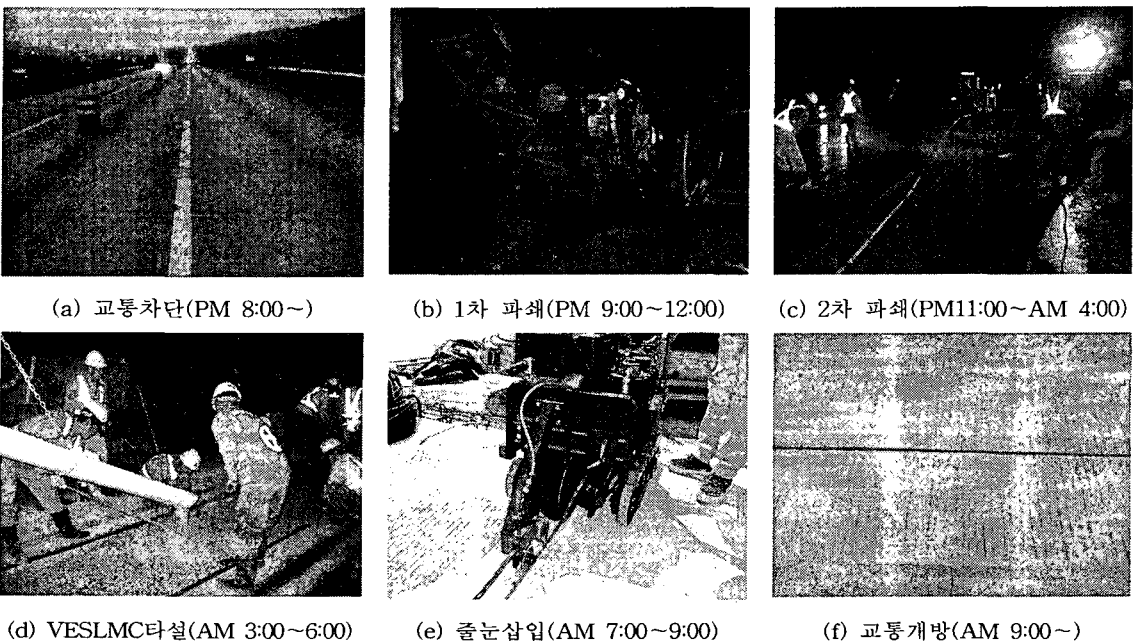 (a) 교통차단(PM 8:00~)
(b) 1차 파쇄(PM 9:00~12:00)
(c) 2차 파쇄(PM11:00~AM 4:00)
(d) VESLMC타설(AM 3:00~6:00)
(e) 줄눈삽입(AM 7:00~9:00)
(f) 교통개방(AM 9:00~)